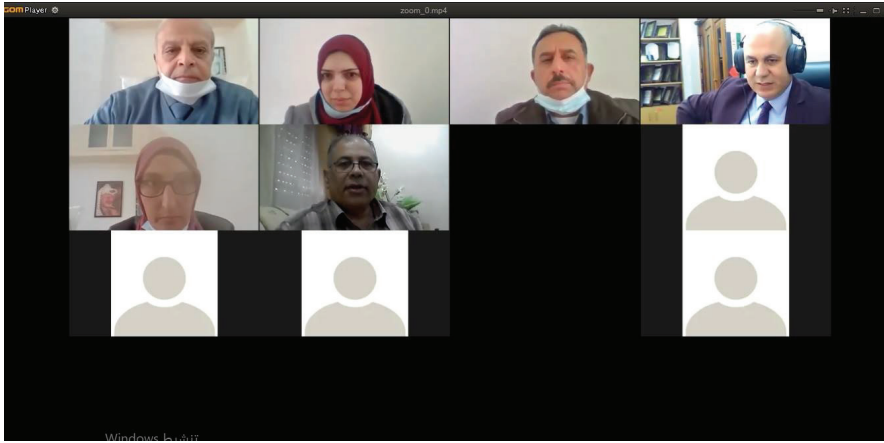 GOM Player
zoom_0.mp4
تنشيط Windows